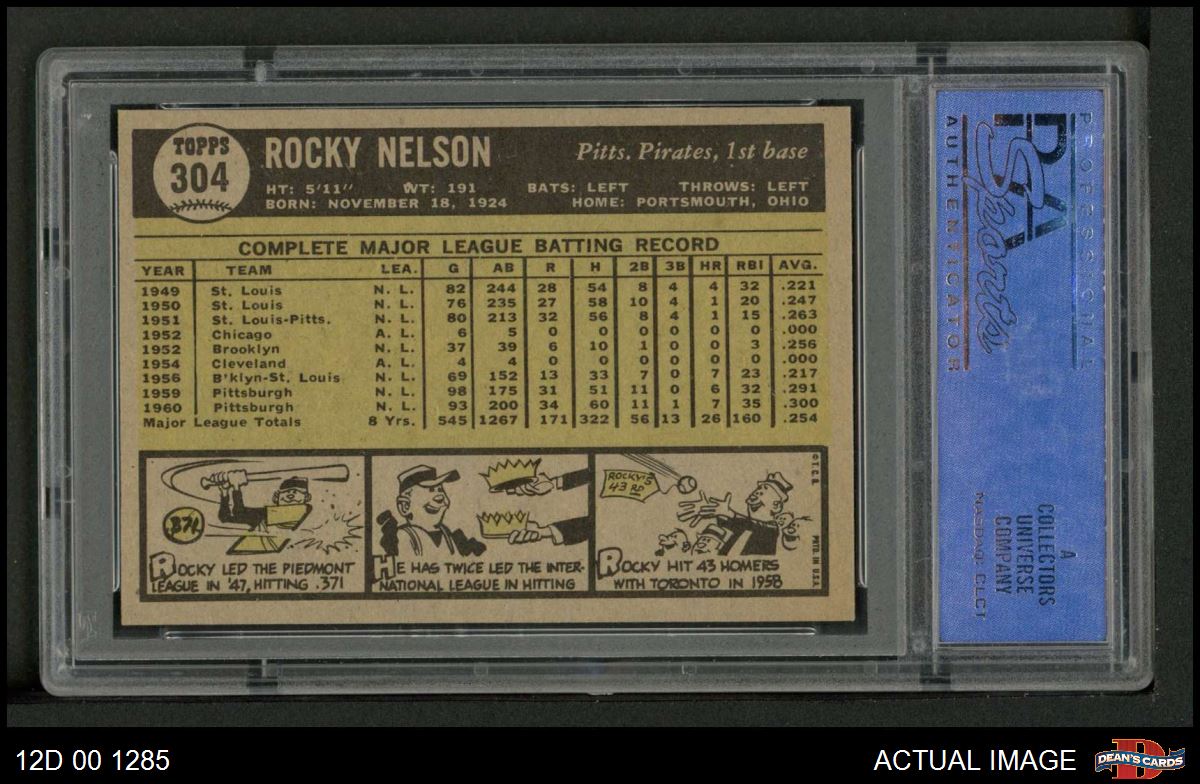 TOPPS
304
ROCKY NELSON
Pitts. Pirates, 1st base
HT: 5'11" WT: 191 BATS: LEFT THROWS: LEFT
BORN: NOVEMBER 18, 1924 HOME: PORTSMOUTH, OHIO
COMPLETE MAJOR LEAGUE BATTING RECORD
YEAR TEAM LEA. G AB R H 2B 3B HR RBI AVG.
1949 St. Louis N. L. 82 244 28 54 8 4 4 32 .221
1950 St. Louis N. L. 76 235 27 58 10 4 1 20 .247
1951 St. Louis-Pitts. N. L. 80 213 32 56 8 4 1 15 .263
1952 Chicago A. L. 6 5 0 0 0 0 0 0 .000
1952 Brooklyn N. L. 37 39 6 10 1 0 0 3 .256
1954 Cleveland A. L. 4 4 0 0 0 0 0 0 .000
1956 B'klyn-St. Louis N. L. 69 152 13 33 7 0 7 23 .217
1959 Pittsburgh N. L. 98 175 31 51 11 0 6 32 .291
1960 Pittsburgh N. L. 93 200 34 60 11 1 7 35 .300
Major League Totals 8 Yrs. 545 1267 171 322 56 13 26 160 .254
.371
ROCKY LED THE PIEDMONT
LEAGUE IN '47, HITTING .371
HE HAS TWICE LED THE INTER-
NATIONAL LEAGUE IN HITTING
ROCKY'S
43 RD
ROCKY HIT 43 HOMERS
WITH TORONTO IN 1958
© T.C.G.
PRTD. IN U.S.A.
PROFESSIONAL
PSA
Sports
AUTHENTICATOR
A
COLLECTORS
UNIVERSE
COMPANY
NASDAQ: CLCT
12D 00 1285
ACTUAL IMAGE
D
DEAN'S CARDS